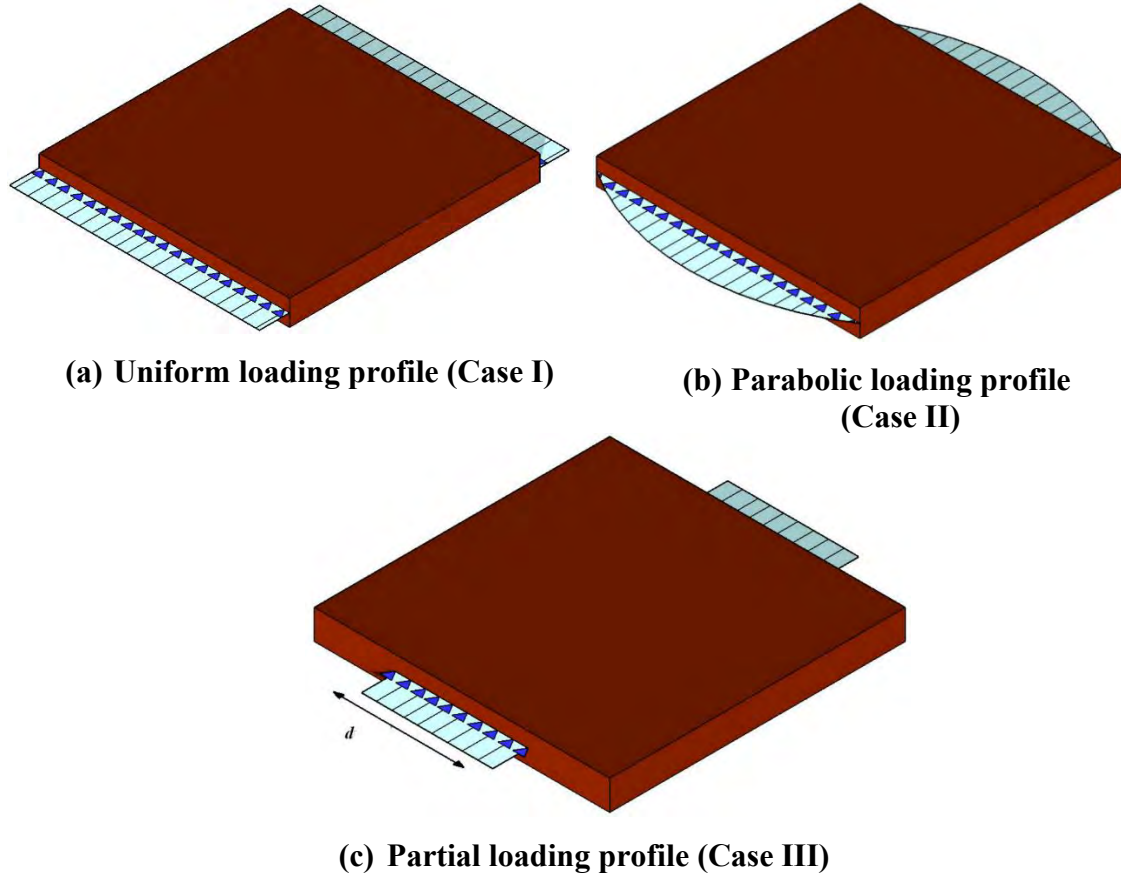 (a) Uniform loading profile (Case I)
(b) Parabolic loading profile
(Case II)
d
(c) Partial loading profile (Case III)